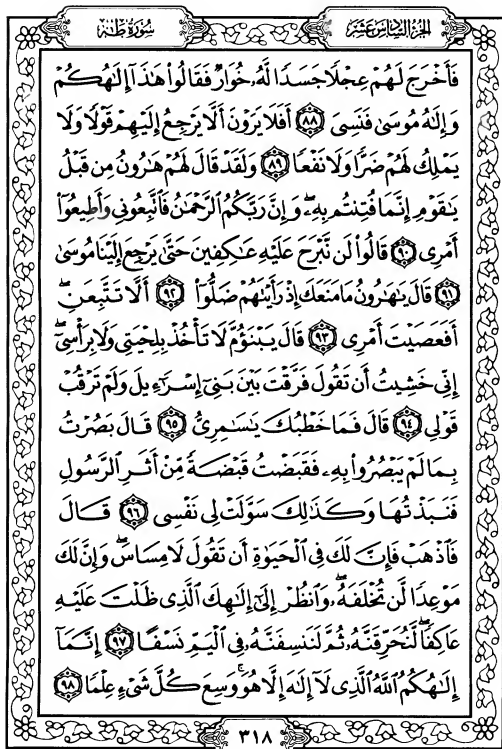 الجزء السادس عشر
سورة طه
فَأَخْرَجَ لَهُمْ عِجْلًا جَسَدًا لَّهُۥ خُوَارٌ فَقَالُوا۟ هَٰذَآ إِلَٰهُكُمْ
وَإِلَٰهُ مُوسَىٰ فَنَسِىَ ٨٨ أَفَلَا يَرَوْنَ أَلَّا يَرْجِعُ إِلَيْهِمْ قَوْلًا وَلَا
يَمْلِكُ لَهُمْ ضَرًّا وَلَا نَفْعًا ٨٩ وَلَقَدْ قَالَ لَهُمْ هَٰرُونُ مِن قَبْلُ
يَٰقَوْمِ إِنَّمَا فُتِنتُم بِهِۦ ۖ وَإِنَّ رَبَّكُمُ ٱلرَّحْمَٰنُ فَٱتَّبِعُونِى وَأَطِيعُوٓا۟
أَمْرِى ٩٠ قَالُوا۟ لَن نَّبْرَحَ عَلَيْهِ عَٰكِفِينَ حَتَّىٰ يَرْجِعَ إِلَيْنَا مُوسَىٰ
٩١ قَالَ يَٰهَٰرُونُ مَا مَنَعَكَ إِذْ رَأَيْتَهُمْ ضَلُّوٓا۟ ٩٢ أَلَّا تَتَّبِعَنِ ۖ
أَفَعَصَيْتَ أَمْرِى ٩٣ قَالَ يَبْنَؤُمَّ لَا تَأْخُذْ بِلِحْيَتِى وَلَا بِرَأْسِىٓ ۖ
إِنِّى خَشِيتُ أَن تَقُولَ فَرَّقْتَ بَيْنَ بَنِىٓ إِسْرَٰٓءِيلَ وَلَمْ تَرْقُبْ
قَوْلِى ٩٤ قَالَ فَمَا خَطْبُكَ يَٰسَٰمِرِىُّ ٩٥ قَالَ بَصُرْتُ
بِمَا لَمْ يَبْصُرُوا۟ بِهِۦ فَقَبَضْتُ قَبْضَةً مِّنْ أَثَرِ ٱلرَّسُولِ
فَنَبَذْتُهَا وَكَذَٰلِكَ سَوَّلَتْ لِى نَفْسِى ٩٦ قَالَ
فَٱذْهَبْ فَإِنَّ لَكَ فِى ٱلْحَيَوٰةِ أَن تَقُولَ لَا مِسَاسَ ۖ وَإِنَّ لَكَ
مَوْعِدًا لَّن تُخْلَفَهُۥ ۖ وَٱنظُرْ إِلَىٰٓ إِلَٰهِكَ ٱلَّذِى ظَلْتَ عَلَيْهِ
عَاكِفًا ۖ لَّنُحَرِّقَنَّهُۥ ثُمَّ لَنَنسِفَنَّهُۥ فِى ٱلْيَمِّ نَسْفًا ٩٧ إِنَّمَآ
إِلَٰهُكُمُ ٱللَّهُ ٱلَّذِى لَآ إِلَٰهَ إِلَّا هُوَ ۚ وَسِعَ كُلَّ شَىْءٍ عِلْمًا ٩٨
٣١٨